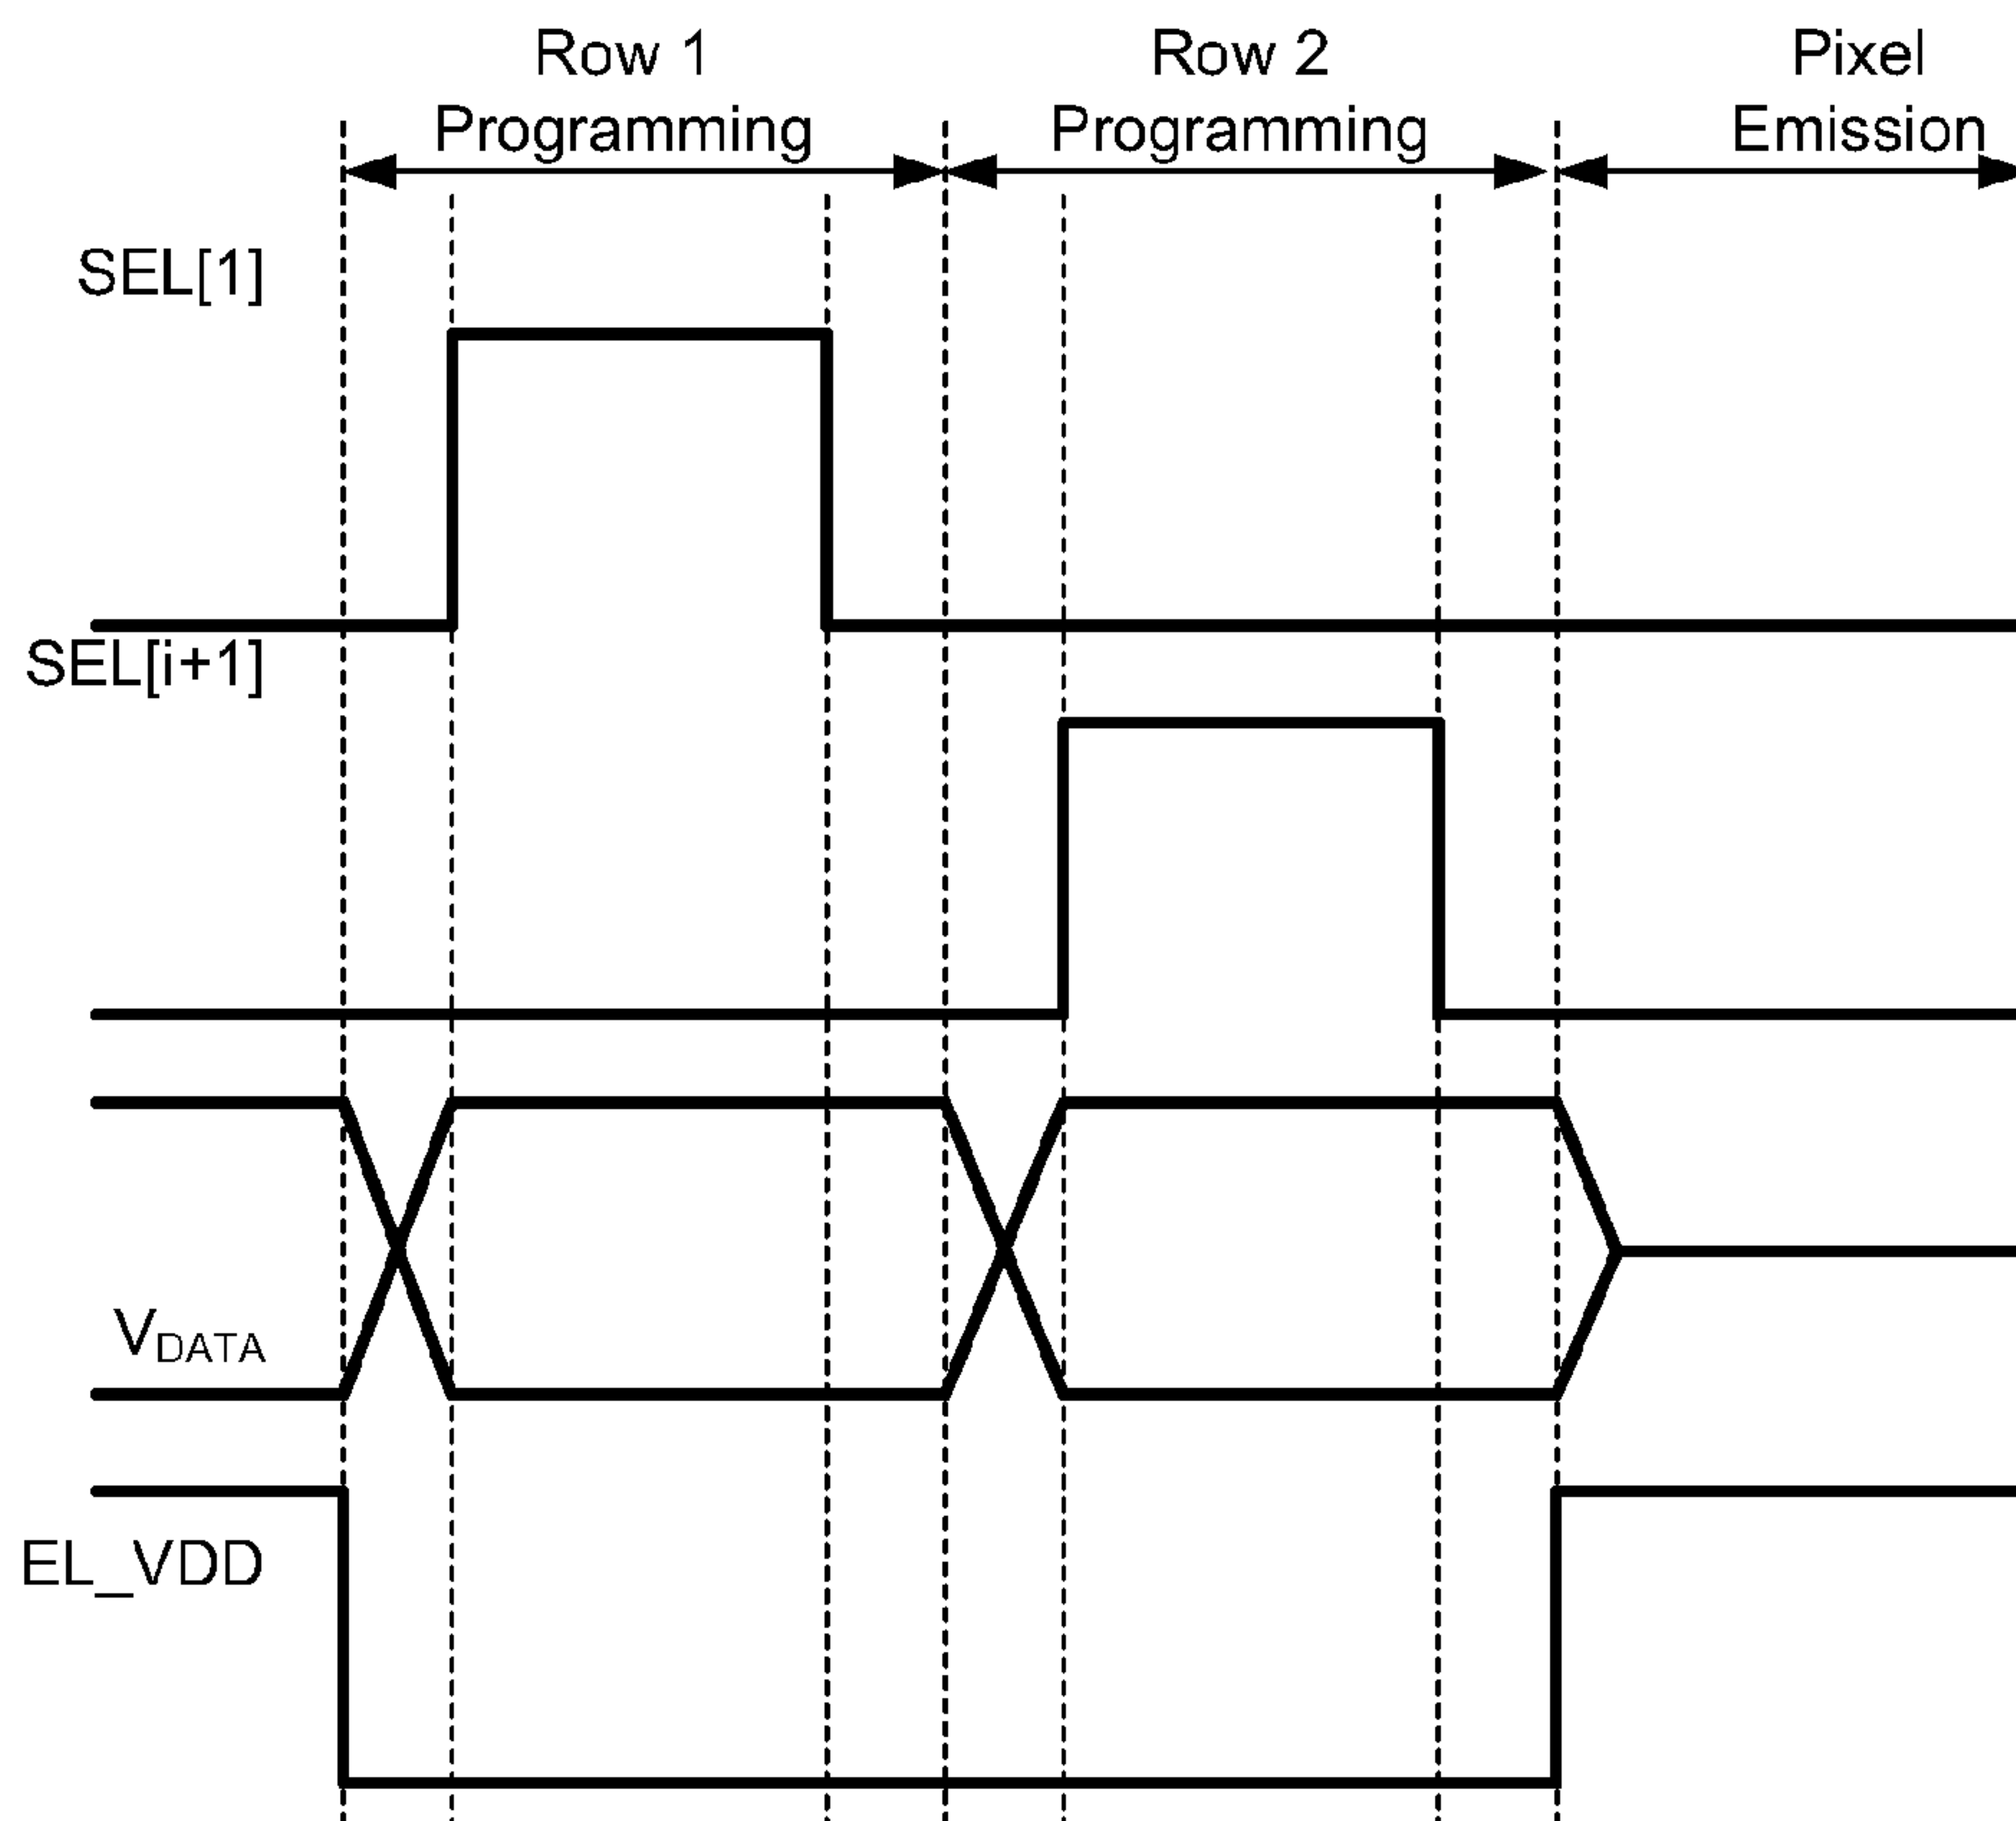 Row 1
Programming
Row 2
Programming
Pixel
Emission
SEL[1]
SEL[i+1]
VDATA
EL_VDD